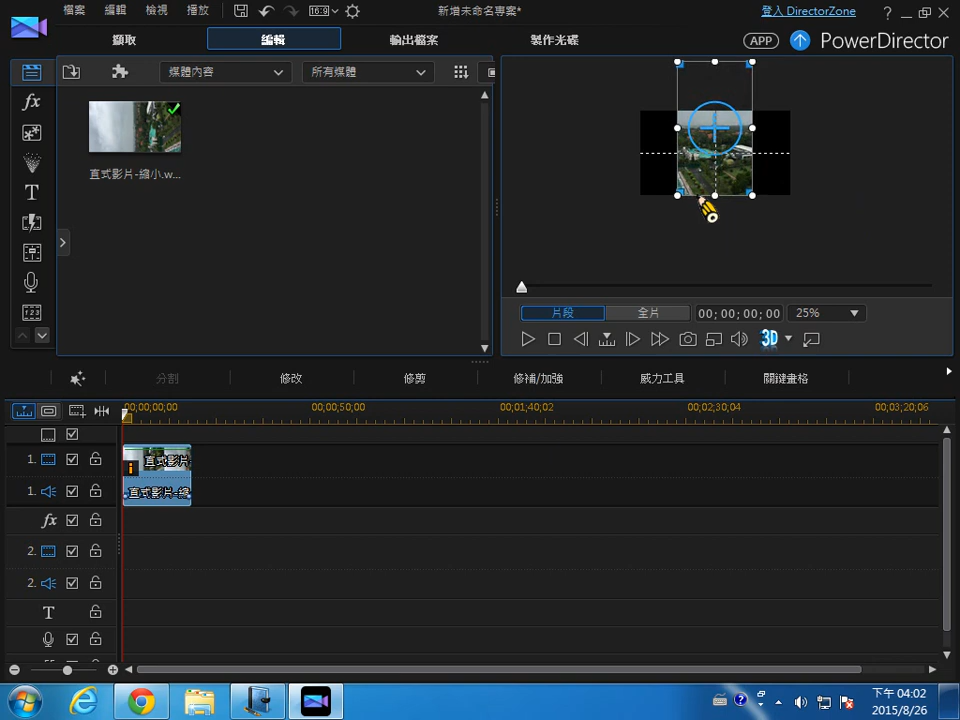 檔案 編輯 檢視 播放 16:9 新增未命名專案* 登入 DirectorZone ?
擷取 編輯 輸出檔案 製作光碟 APP PowerDirector
媒體內容 所有媒體
fx
直式影片-縮小.w...
T
片段 全片 00; 00; 00; 00 25%
3D
分割 修改 修剪 修補/加強 威力工具 關鍵畫格
00;00;00;00 00;00;50;00 00;01;40;02 00;02;30;04 00;03;20;06
1. 直式影片
1. 直式影片-縮
fx
2.
2.
T
下午 04:02
2015/8/26